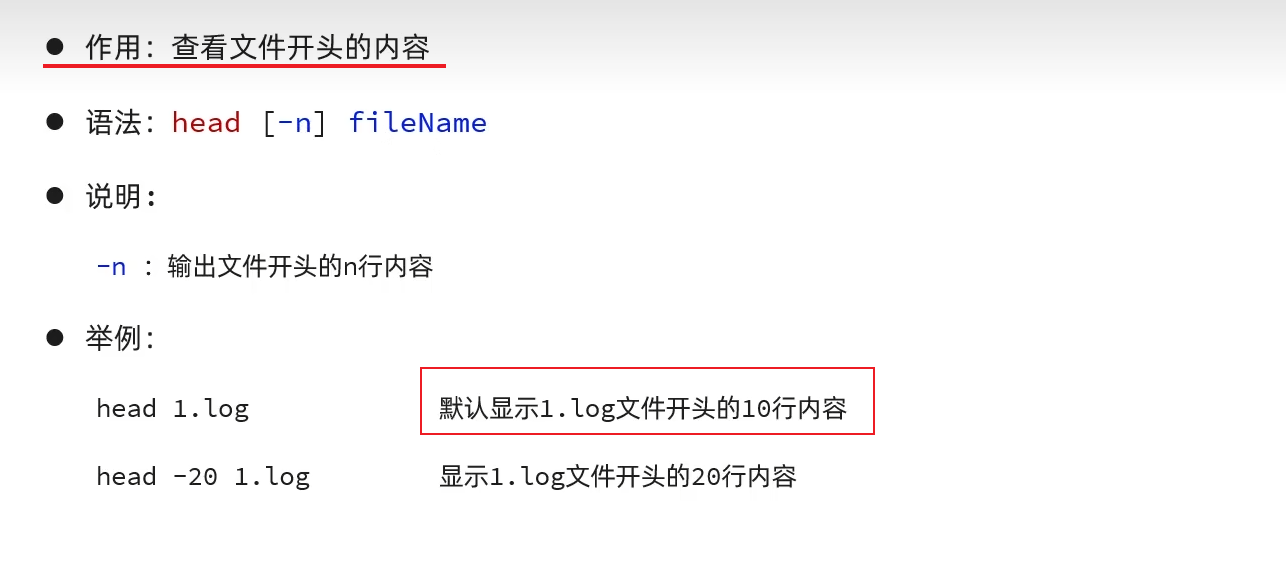 ● 作用：查看文件开头的内容
● 语法：head [-n] fileName
● 说明：
-n ：输出文件开头的n行内容
● 举例：
head 1.log 默认显示1.log文件开头的10行内容
head -20 1.log 显示1.log文件开头的20行内容